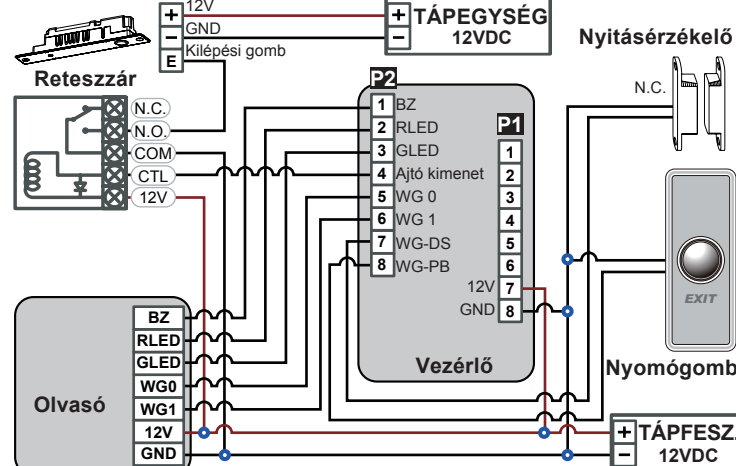 + 12V
- GND
E Kilépési gomb
+ TÁPEGYSÉG
- 12VDC
Reteszzár
N.C.
N.O.
COM
CTL
12V
Nyitásérzékelő
N.C.
P2
1 BZ
2 RLED
3 GLED
4 Ajtó kimenet
5 WG 0
6 WG 1
7 WG-DS
8 WG-PB
P1
1
2
3
4
5
6
12V 7
GND 8
Vezérlő
EXIT
Nyomógomb
Olvasó
BZ
RLED
GLED
WG0
WG1
12V
GND
+ TÁPFESZ.
- 12VDC